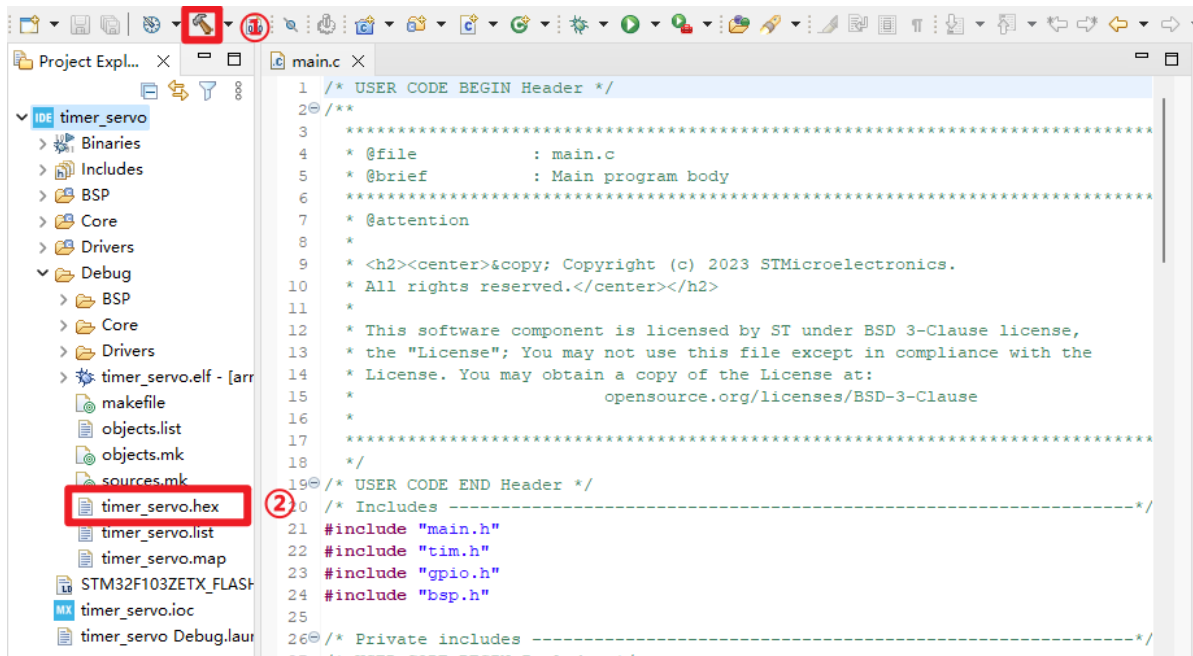 ①
Project Expl...
main.c
timer_servo
Binaries
Includes
BSP
Core
Drivers
Debug
BSP
Core
Drivers
timer_servo.elf - [arr
makefile
objects.list
objects.mk
sources.mk
timer_servo.hex
②
timer_servo.list
timer_servo.map
STM32F103ZETX_FLASH
timer_servo.ioc
timer_servo Debug.laun
1 /* USER CODE BEGIN Header */
2 /**
3 ******************************************************************************
4 * @file : main.c
5 * @brief : Main program body
6 ******************************************************************************
7 * @attention
8 *
9 * <h2><center>&copy; Copyright (c) 2023 STMicroelectronics.
10 * All rights reserved.</center></h2>
11 *
12 * This software component is licensed by ST under BSD 3-Clause license,
13 * the "License"; You may not use this file except in compliance with the
14 * License. You may obtain a copy of the License at:
15 * opensource.org/licenses/BSD-3-Clause
16 *
17 ******************************************************************************
18 */
19 /* USER CODE END Header */
20 /* Includes ------------------------------------------------------------------*/
21 #include "main.h"
22 #include "tim.h"
23 #include "gpio.h"
24 #include "bsp.h"
25
26 /* Private includes ----------------------------------------------------------*/